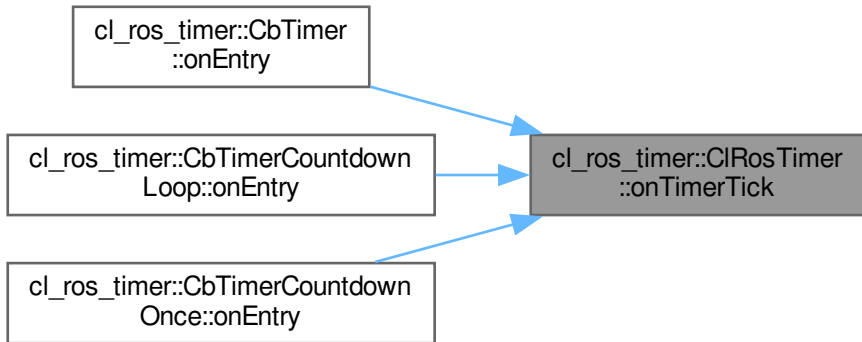 cl_ros_timer::CbTimer
::onEntry
cl_ros_timer::CbTimerCountdown
Loop::onEntry
cl_ros_timer::ClRosTimer
::onTimerTick
cl_ros_timer::CbTimerCountdown
Once::onEntry